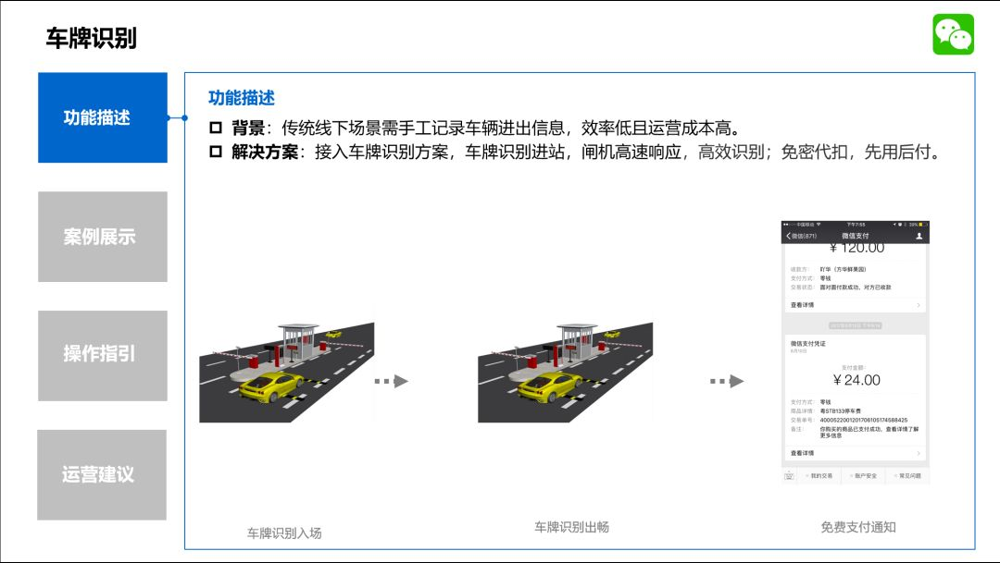 车牌识别
功能描述
案例展示
操作指引
运营建议
功能描述
背景：传统线下场景需手工记录车辆进出信息，效率低且运营成本高。
解决方案：接入车牌识别方案，车牌识别进站，闸机高速响应，高效识别；免密代扣，先用后付。
车牌识别入场
车牌识别出畅
中国移动 下午7:55 39%
微信(871) 微信支付
¥ 120.00
支付方式： 零钱
交易状态： 面对面付款成功，对方已收款
查看详情
微信支付凭证
6月10日
支付金额：
¥ 24.00
支付方式： 零钱
商品详情： 粤STB133停车费
交易单号： 4000522001201706105174588425
备注： 你购买的商品已支付成功，查看详情了解
更多信息
查看详情
我的交易 账户安全 常见问题
免费支付通知